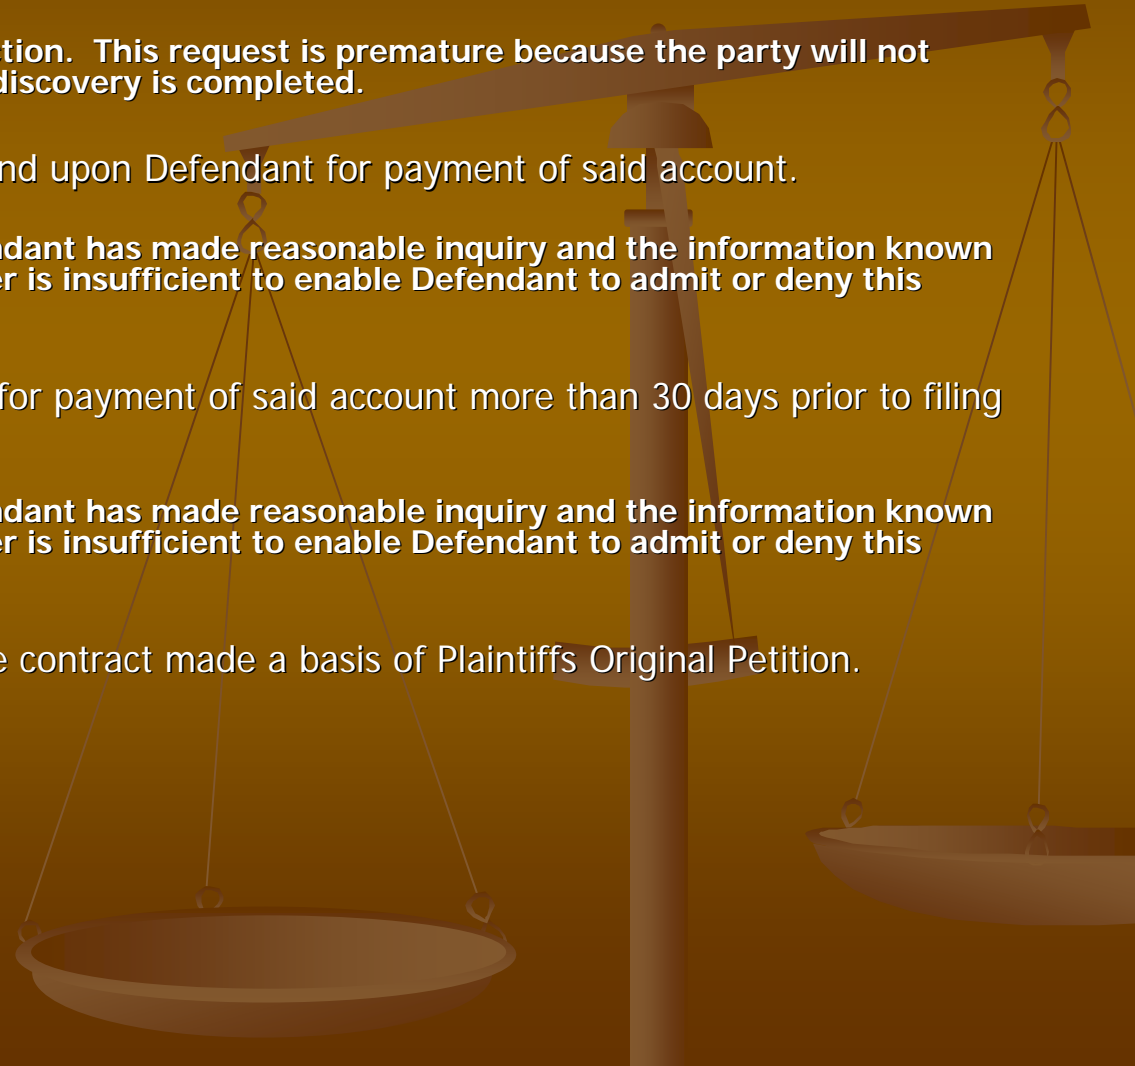 tion.  This request is premature because the party will not
discovery is completed.
nd upon Defendant for payment of said account.
dant has made reasonable inquiry and the information known
er is insufficient to enable Defendant to admit or deny this
for payment of said account more than 30 days prior to filing
dant has made reasonable inquiry and the information known
er is insufficient to enable Defendant to admit or deny this
e contract made a basis of Plaintiffs Original Petition.